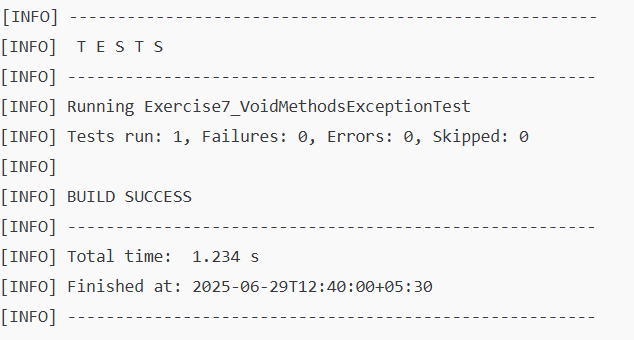 [INFO] ------------------------------------------------------
[INFO]  T E S T S
[INFO] ------------------------------------------------------
[INFO] Running Exercise7_VoidMethodsExceptionTest
[INFO] Tests run: 1, Failures: 0, Errors: 0, Skipped: 0
[INFO]
[INFO] BUILD SUCCESS
[INFO] ------------------------------------------------------
[INFO] Total time:  1.234 s
[INFO] Finished at: 2025-06-29T12:40:00+05:30
[INFO] ------------------------------------------------------